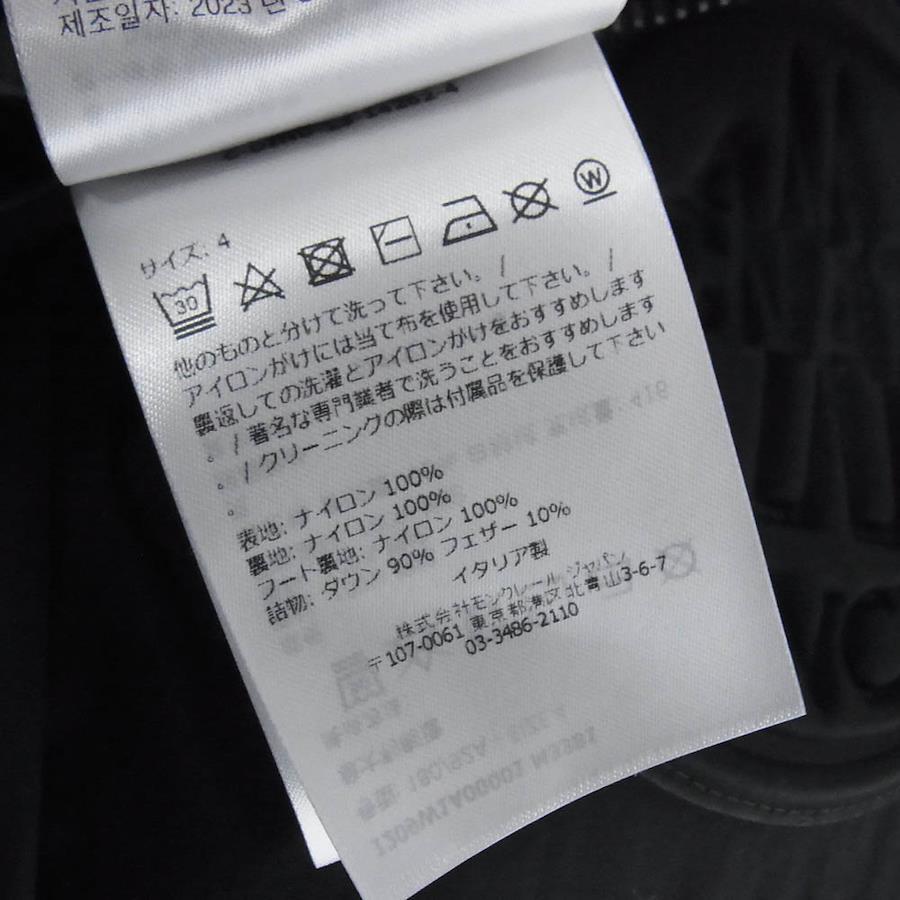 제조일자: 2023 년
サイズ: 4
30
W
他のものと分けて洗って下さい。 /
アイロンがけには当て布を使用して下さい。 /
裏返しての洗濯とアイロンがけをおすすめします
。 / 著名な専門業者で洗うことをおすすめします
。 / クリーニングの際は付属品を保護して下さい
。
表地: ナイロン 100%
裏地: ナイロン 100%
フード裏地: ナイロン 100%
詰物: ダウン 90% フェザー 10%
イタリア製
株式会社モンクレール ジャパン
〒107-0061 東京都港区北青山3-6-7
03-3486-2110